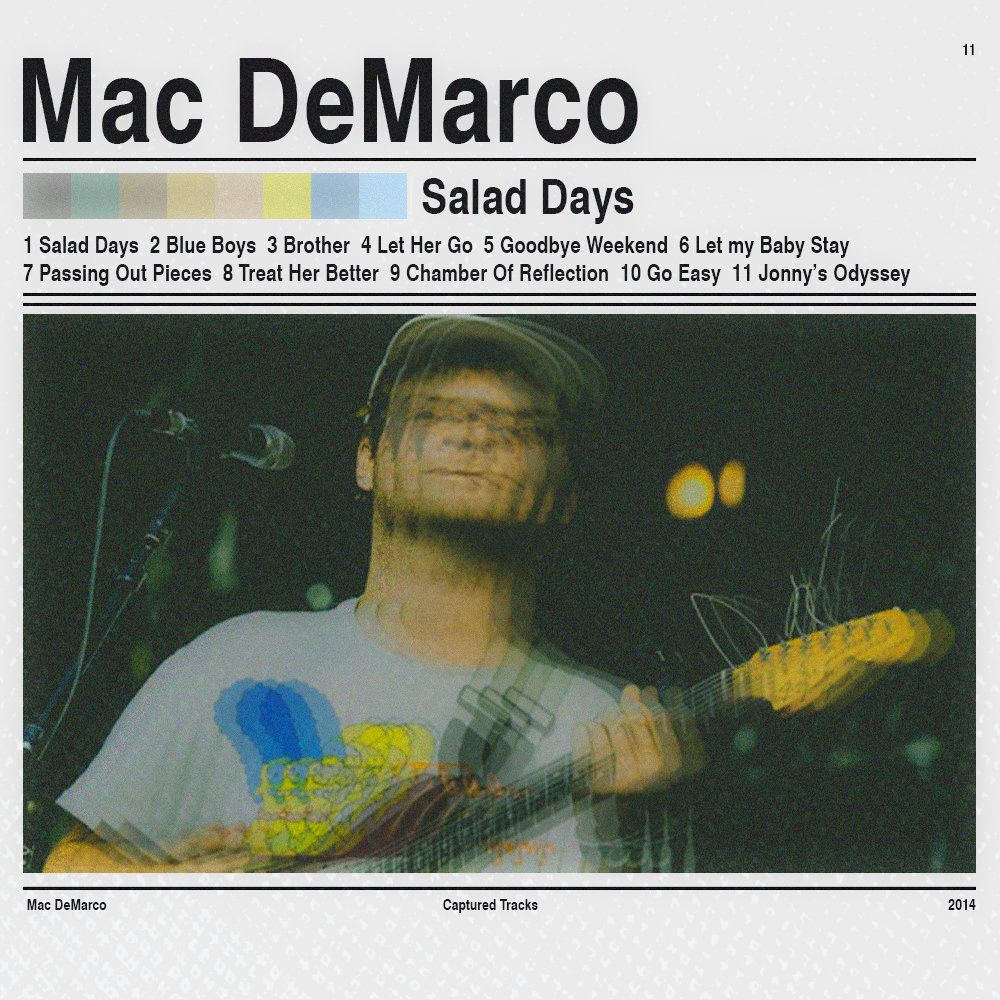 11
Mac DeMarco
Salad Days
1 Salad Days 2 Blue Boys 3 Brother 4 Let Her Go 5 Goodbye Weekend 6 Let my Baby Stay
7 Passing Out Pieces 8 Treat Her Better 9 Chamber Of Reflection 10 Go Easy 11 Jonny’s Odyssey
Mac DeMarco
Captured Tracks
2014